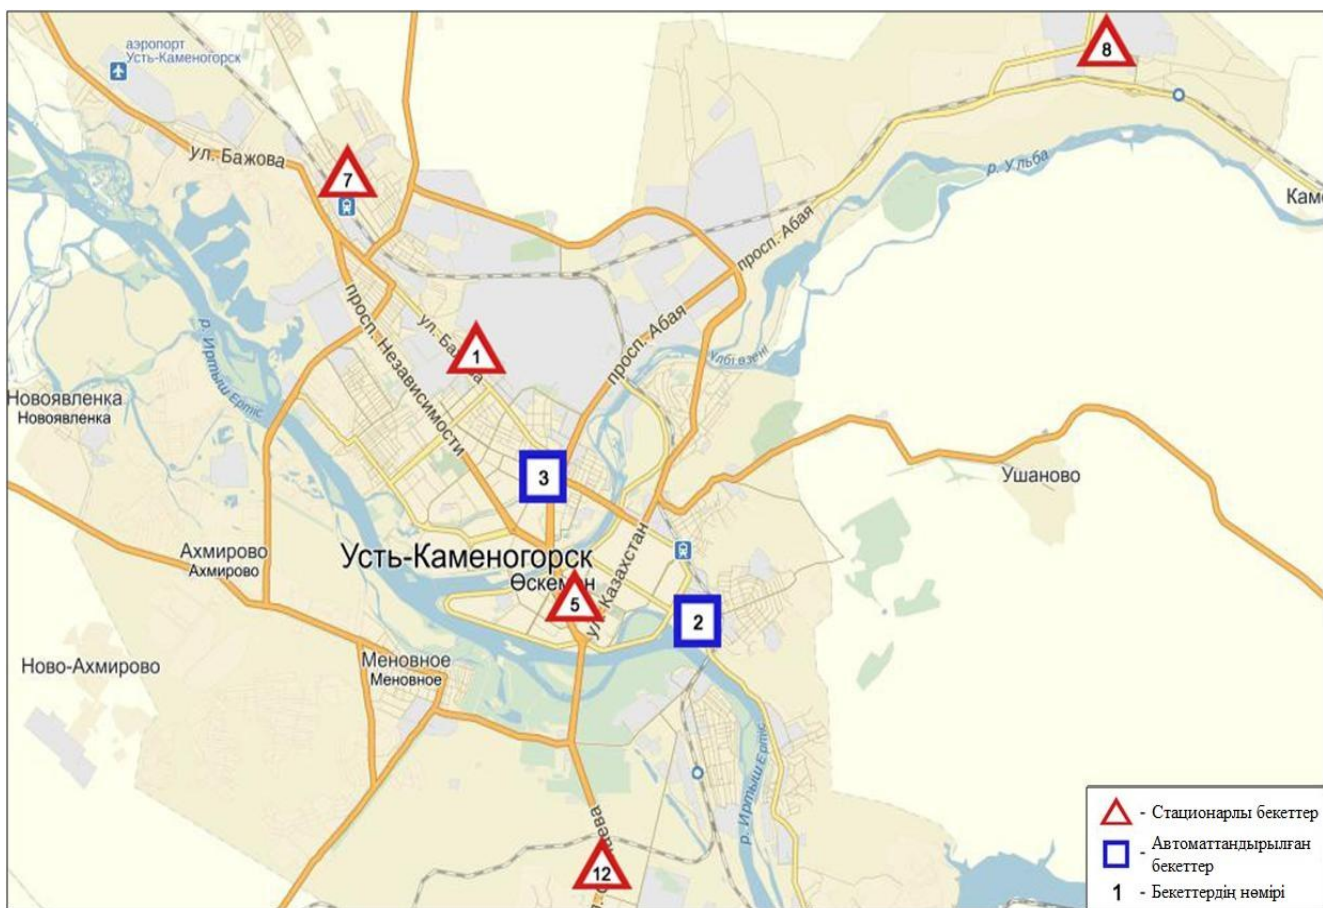 аэропорт
Усть-Каменогорск
8
ул. Бажова
7
р. Ульба
просп. Абая
просп. Независимости
ул. Ба
1
просп. Абая
Үлбі өзені
р. Иртыш Ертіс
Новоявленка
Новоявленка
3
Ушаново
Ахмирово
Ахмирово
Усть-Каменогорск
Өскемен
5
ул. Казахстан
2
Ново-Ахмирово
Меновное
Меновное
р. Иртыш Ертіс
12
- Стационарлы бекеттер
- Автоматтандырылған
бекеттер
1 - Бекеттердің нөмірі